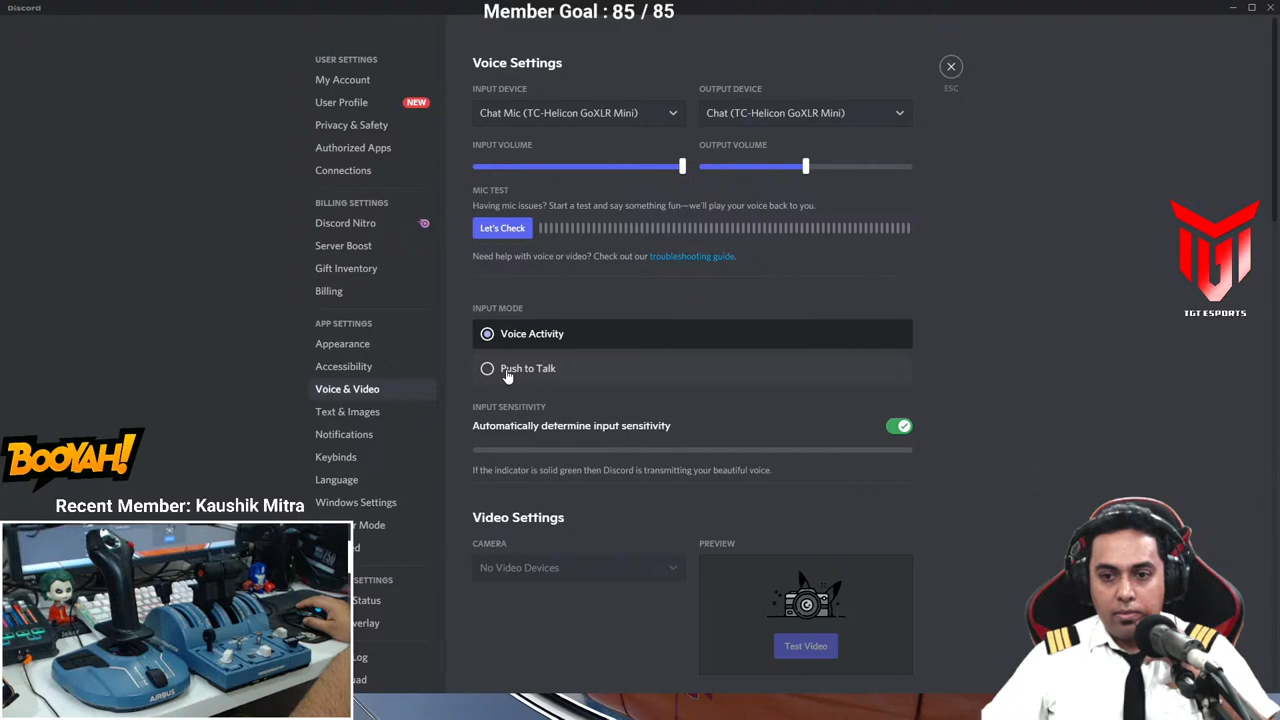 Discord
Member Goal : 85 / 85
USER SETTINGS
My Account
User Profile NEW
Privacy & Safety
Authorized Apps
Connections
BILLING SETTINGS
Discord Nitro
Server Boost
Gift Inventory
Billing
APP SETTINGS
Appearance
Accessibility
Voice & Video
Text & Images
Notifications
Keybinds
Language
Windows Settings
Mode
SETTINGS
Status
Voice Settings
ESC
INPUT DEVICE
Chat Mic (TC-Helicon GoXLR Mini)
OUTPUT DEVICE
Chat (TC-Helicon GoXLR Mini)
INPUT VOLUME
OUTPUT VOLUME
MIC TEST
Having mic issues? Start a test and say something fun—we'll play your voice back to you.
Let's Check
Need help with voice or video? Check out our troubleshooting guide.
INPUT MODE
Voice Activity
Push to Talk
INPUT SENSITIVITY
Automatically determine input sensitivity
If the indicator is solid green then Discord is transmitting your beautiful voice.
Video Settings
CAMERA
No Video Devices
PREVIEW
Test Video
TGT ESPORTS
BOOYAH!
Recent Member: Kaushik Mitra
Joker
AIRBUS